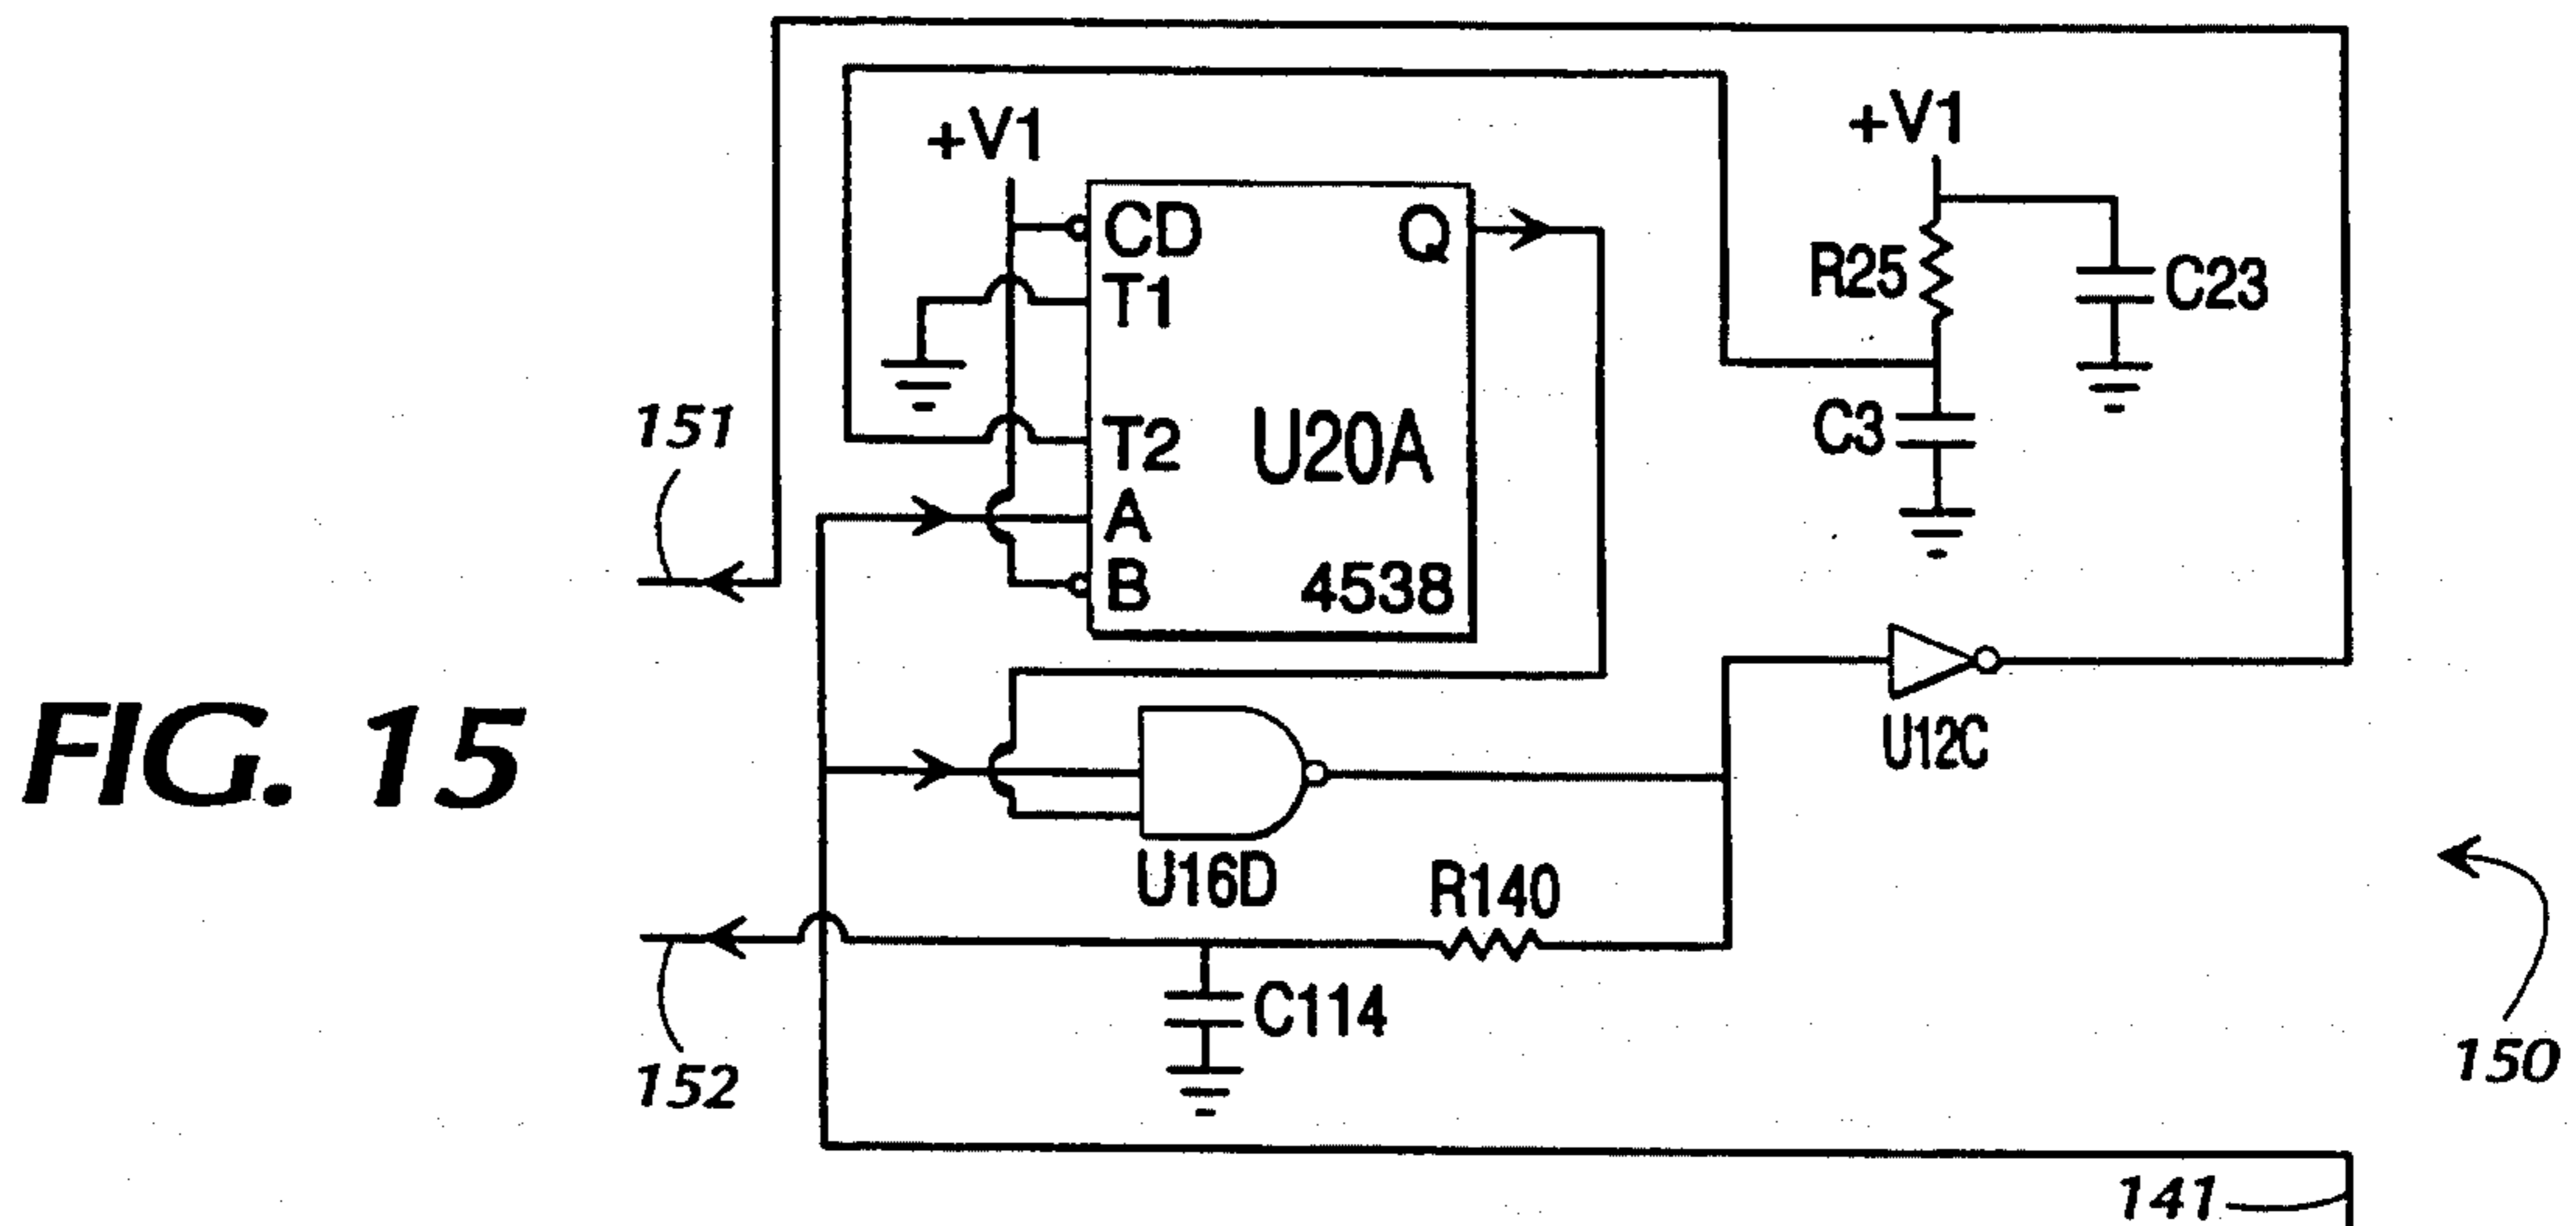 +V1
+V1
CD
Q
T1
R25
C23
T2
U20A
C3
151
A
B
4538
FIG. 15
U12C
U16D
R140
C114
152
150
141